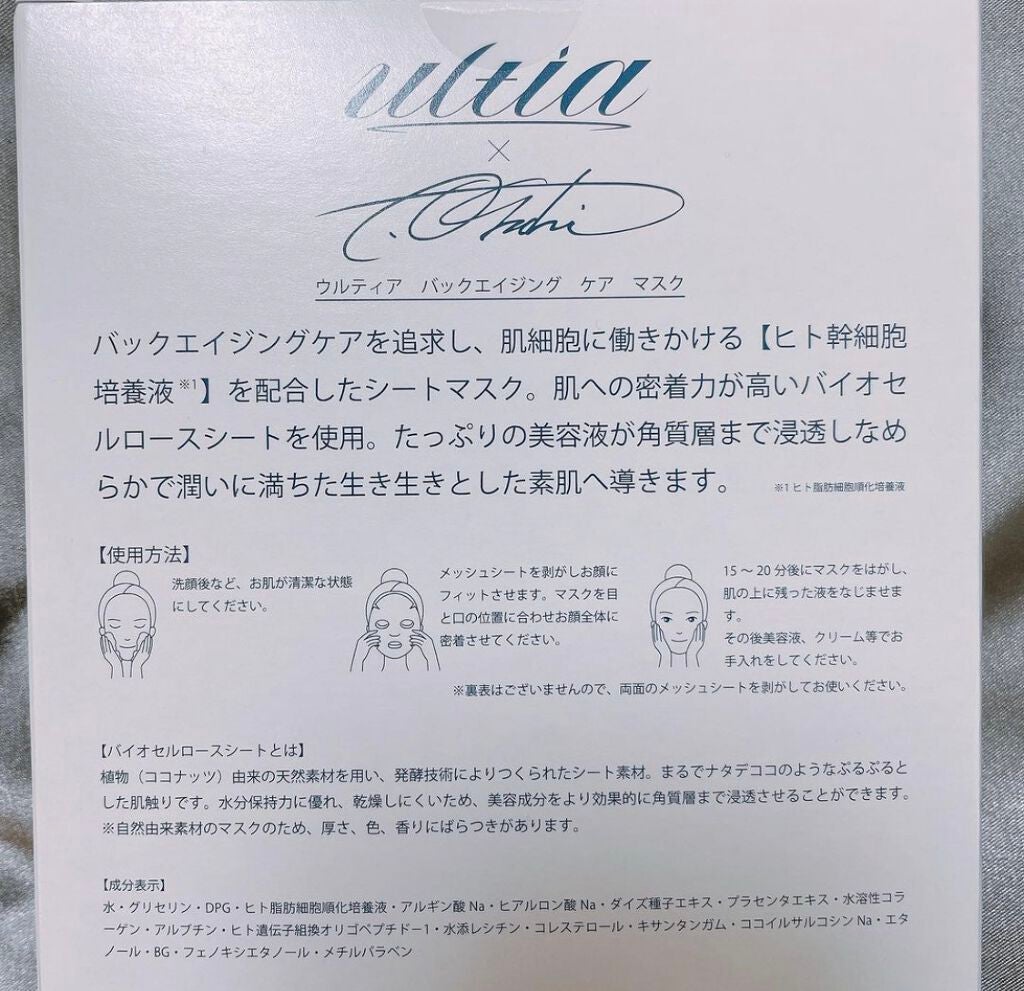 ultia
×
ウルティア バックエイジング ケア マスク
バックエイジングケアを追求し、肌細胞に働きかける【ヒト幹細胞
培養液※1】を配合したシートマスク。肌への密着力が高いバイオセ
ルロースシートを使用。たっぷりの美容液が角質層まで浸透しなめ
らかで潤いに満ちた生き生きとした素肌へ導きます。
※1 ヒト脂肪細胞順化培養液
【使用方法】
洗顔後など、お肌が清潔な状態
にしてください。
メッシュシートを剥がしお顔に
フィットさせます。マスクを目
と口の位置に合わせお顔全体に
密着させてください。
15～20 分後にマスクをはがし、
肌の上に残った液をなじませま
す。
その後美容液、クリーム等でお
手入れをしてください。
※裏表はございませんので、両面のメッシュシートを剥がしてお使いください。
【バイオセルロースシートとは】
植物（ココナッツ）由来の天然素材を用い、発酵技術によりつくられたシート素材。まるでナタデココのようなぷるぷると
した肌触りです。水分保持力に優れ、乾燥しにくいため、美容成分をより効果的に角質層まで浸透させることができます。
※自然由来素材のマスクのため、厚さ、色、香りにばらつきがあります。
【成分表示】
水・グリセリン・DPG・ヒト脂肪細胞順化培養液・アルギン酸 Na・ヒアルロン酸 Na・ダイズ種子エキス・プラセンタエキス・水溶性コラ
ーゲン・アルブチン・ヒト遺伝子組換オリゴペプチド－1・水添レシチン・コレステロール・キサンタンガム・ココイルサルコシン Na・エタ
ノール・BG・フェノキシエタノール・メチルパラベン